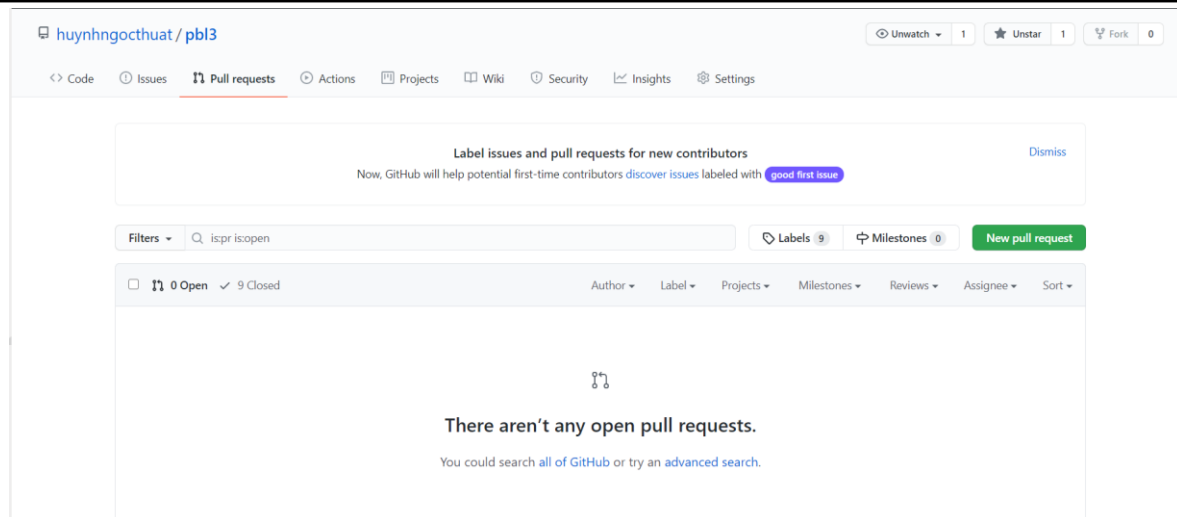 huynhngocthuat / pbl3
Unwatch 1 Unstar 1 Fork 0
Code Issues Pull requests Actions Projects Wiki Security Insights Settings
Label issues and pull requests for new contributors
Dismiss
Now, GitHub will help potential first-time contributors discover issues labeled with good first issue
Filters is:pr is:open Labels 9 Milestones 0 New pull request
0 Open 9 Closed Author Label Projects Milestones Reviews Assignee Sort
There aren’t any open pull requests.
You could search all of GitHub or try an advanced search.